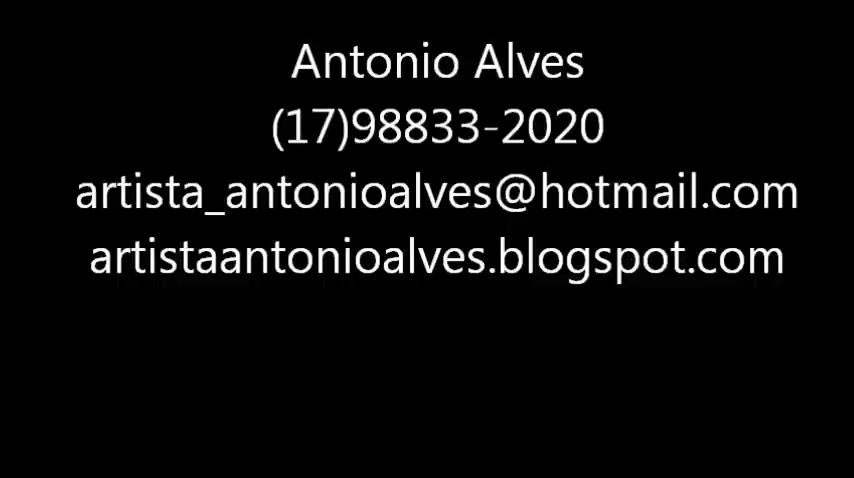 Antonio Alves
(17)98833-2020
artista_antonioalves@hotmail.com
artistaantonioalves.blogspot.com